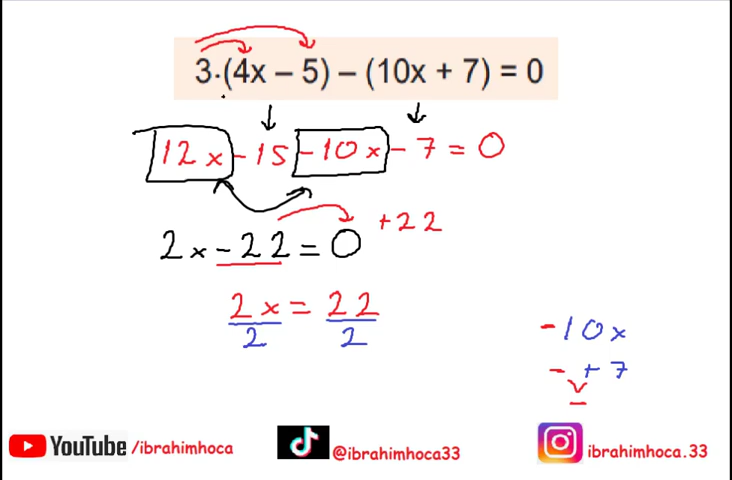 3·(4x – 5) – (10x + 7) = 0
12x -15 -10x - 7 = 0
2x - 22 = 0 +22
2x = 22
2 2
-10x
- + 7
-
YouTube /ibrahimhoca
@ibrahimhoca33
ibrahimhoca.33